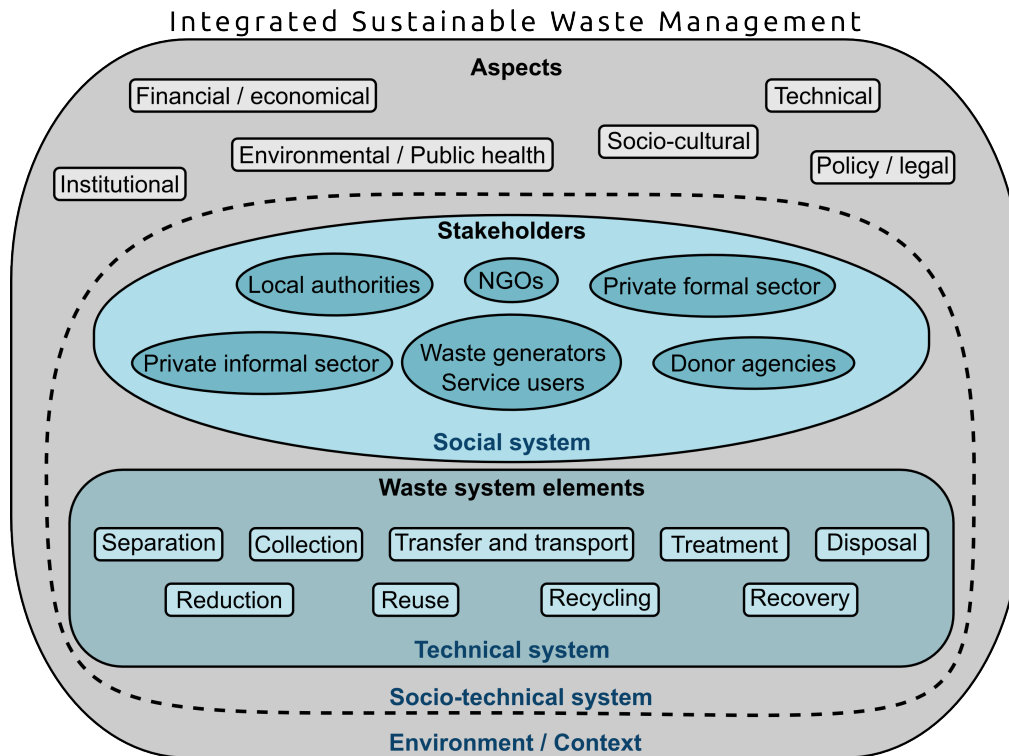 Integrated Sustainable Waste Management
Aspects
Financial / economical
Technical
Environmental / Public health
Socio-cultural
Institutional
Policy / legal
Stakeholders
Local authorities
NGOs
Private formal sector
Private informal sector
Waste generators
Service users
Donor agencies
Social system
Waste system elements
Separation
Collection
Transfer and transport
Treatment
Disposal
Reduction
Reuse
Recycling
Recovery
Technical system
Socio-technical system
Environment / Context